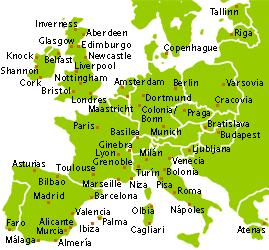 Tallinn
Inverness
Aberdeen
Riga
Glasgow
Edimburgo
Copenhague
Knock
Belfast
Newcastle
Liverpool
Shannon
Nottingham
Amsterdam
Berlin
Varsovia
Cork
Bristol
Londres
Dortmund
Cracovia
Maastricht
Colonia/
Bonn
Praga
Paris
Bratislava
Basilea
Munich
Budapest
Ginebra
Ljubljana
Lyon
Milán
Asturias
Grenoble
Venecia
Toulouse
Turín
Bolonia
Bilbao
Marseille
Niza
Pisa
Madrid
Barcelona
Roma
Valencia
Olbia
Nápoles
Faro
Alicante
Palma
Murcia
Ibiza
Cagliari
Atenas
Málaga
Almería